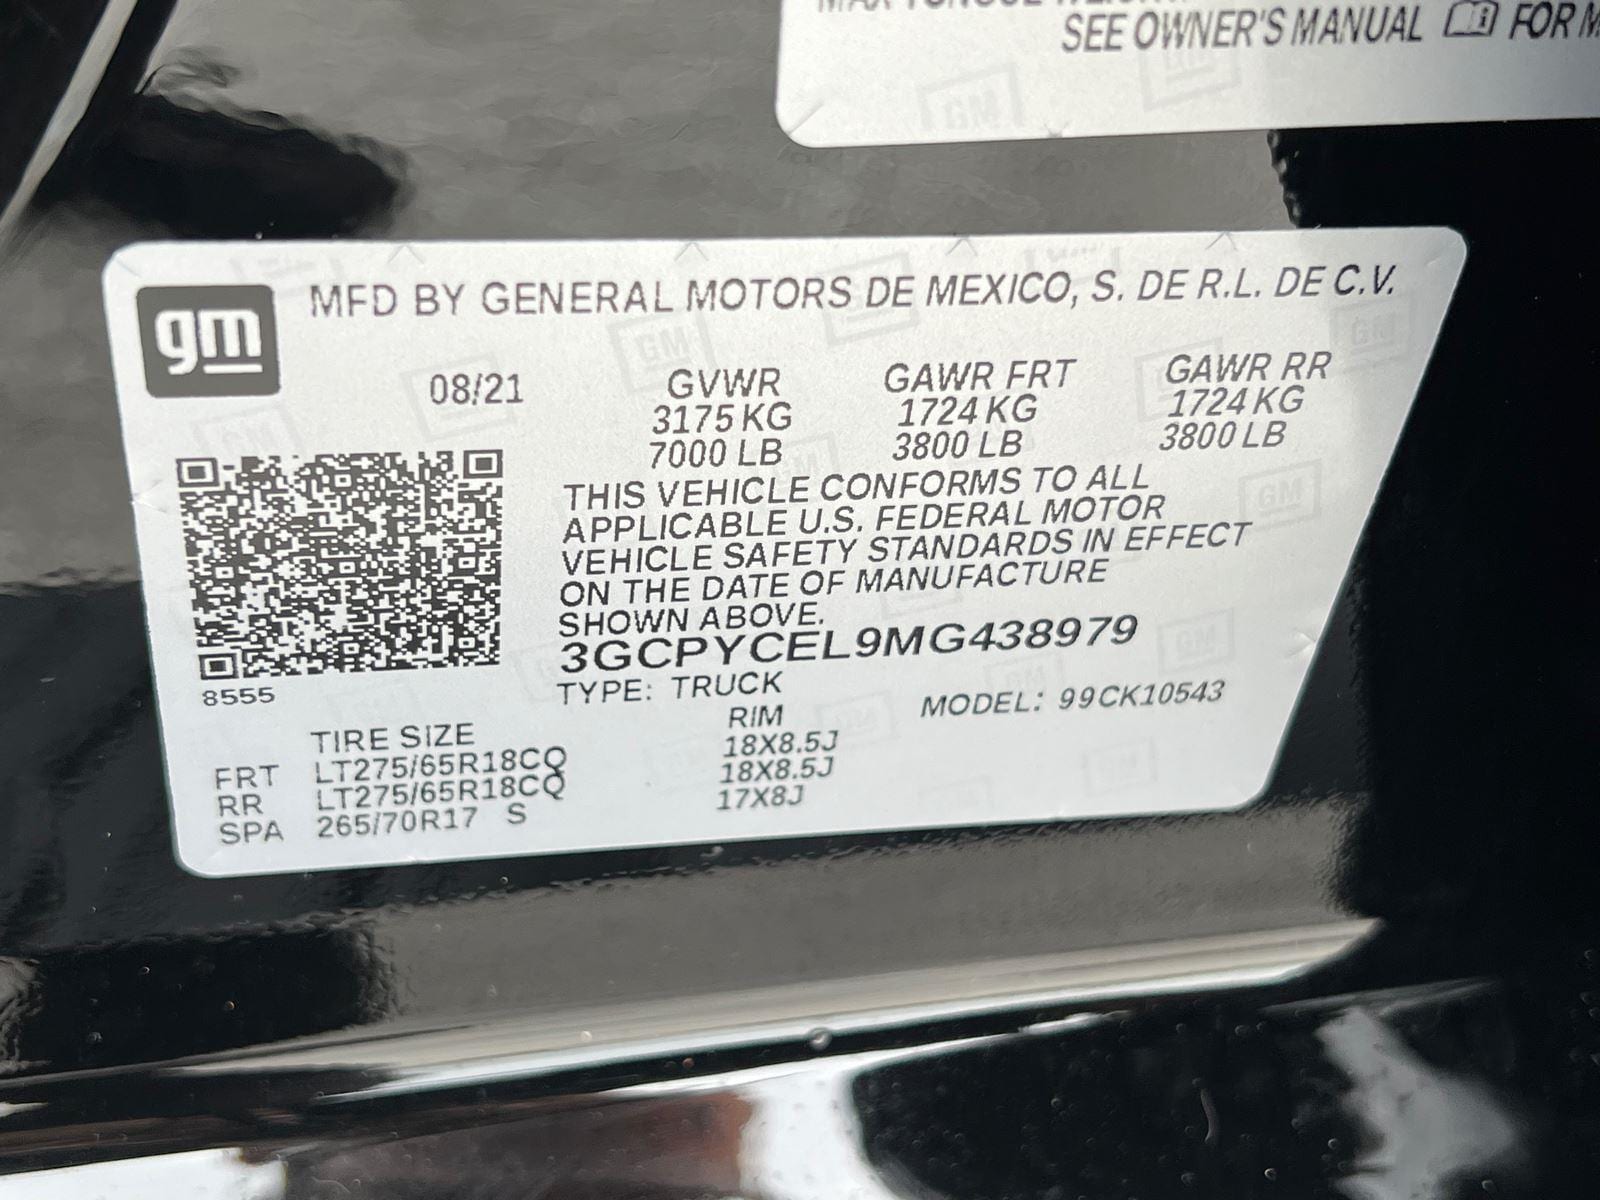 SEE OWNER'S MANUAL FOR
gm
MFD BY GENERAL MOTORS DE MEXICO, S. DE R.L. DE C.V.
08/21 GVWR GAWR FRT GAWR RR
3175 KG 1724 KG 1724 KG
7000 LB 3800 LB 3800 LB
THIS VEHICLE CONFORMS TO ALL
APPLICABLE U.S. FEDERAL MOTOR
VEHICLE SAFETY STANDARDS IN EFFECT
ON THE DATE OF MANUFACTURE
SHOWN ABOVE.
3GCPYCEL9MG438979
8555
TYPE: TRUCK MODEL: 99CK10543
TIRE SIZE RIM
FRT LT275/65R18CQ 18X8.5J
RR LT275/65R18CQ 18X8.5J
SPA 265/70R17 S 17X8J